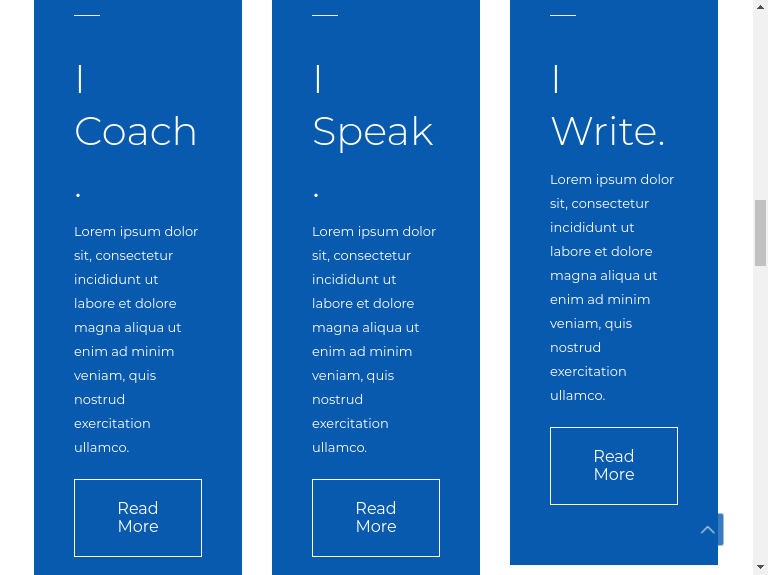 I
Coach
.
Lorem ipsum dolor
sit, consectetur
incididunt ut
labore et dolore
magna aliqua ut
enim ad minim
veniam, quis
nostrud
exercitation
ullamco.
Read
More
I
Speak
.
Lorem ipsum dolor
sit, consectetur
incididunt ut
labore et dolore
magna aliqua ut
enim ad minim
veniam, quis
nostrud
exercitation
ullamco.
Read
More
I
Write.
Lorem ipsum dolor
sit, consectetur
incididunt ut
labore et dolore
magna aliqua ut
enim ad minim
veniam, quis
nostrud
exercitation
ullamco.
Read
More